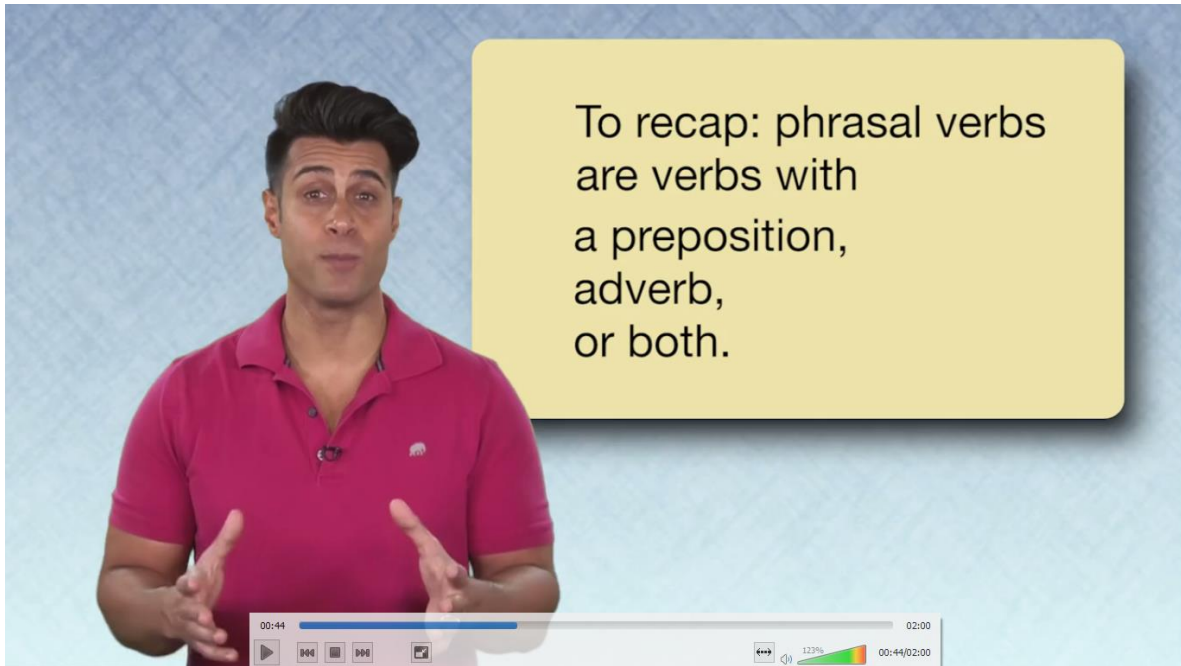 To recap: phrasal verbs
are verbs with
a preposition,
adverb,
or both.
00:44
02:00
123%
00:44/02:00